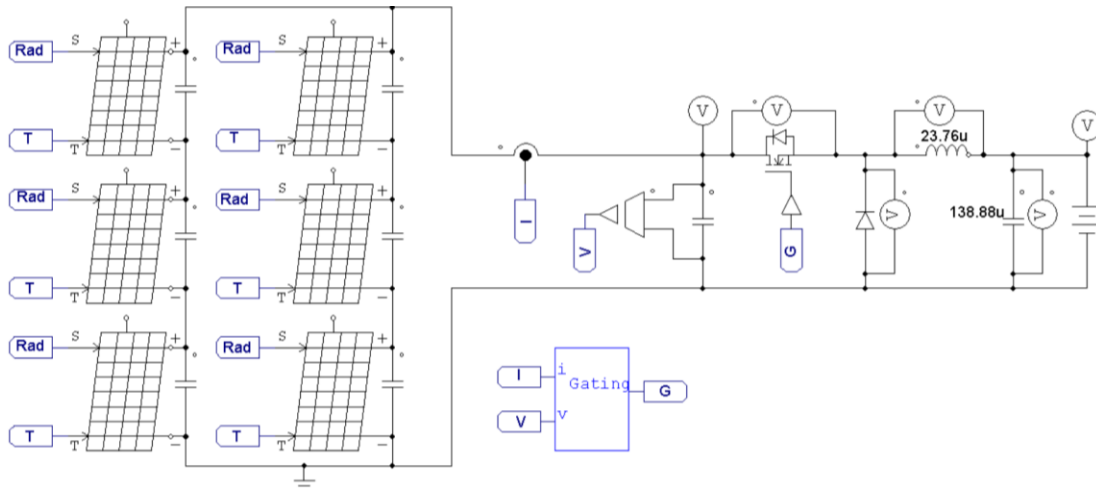 S + S +
Rad Rad
T T
T − T −
S + S +
Rad Rad
T T
T − T −
S + S +
Rad Rad
T T
T − T −
I
V
V
V
G
V
23.76u
V
138.88u
V
V
I i Gating G
V v